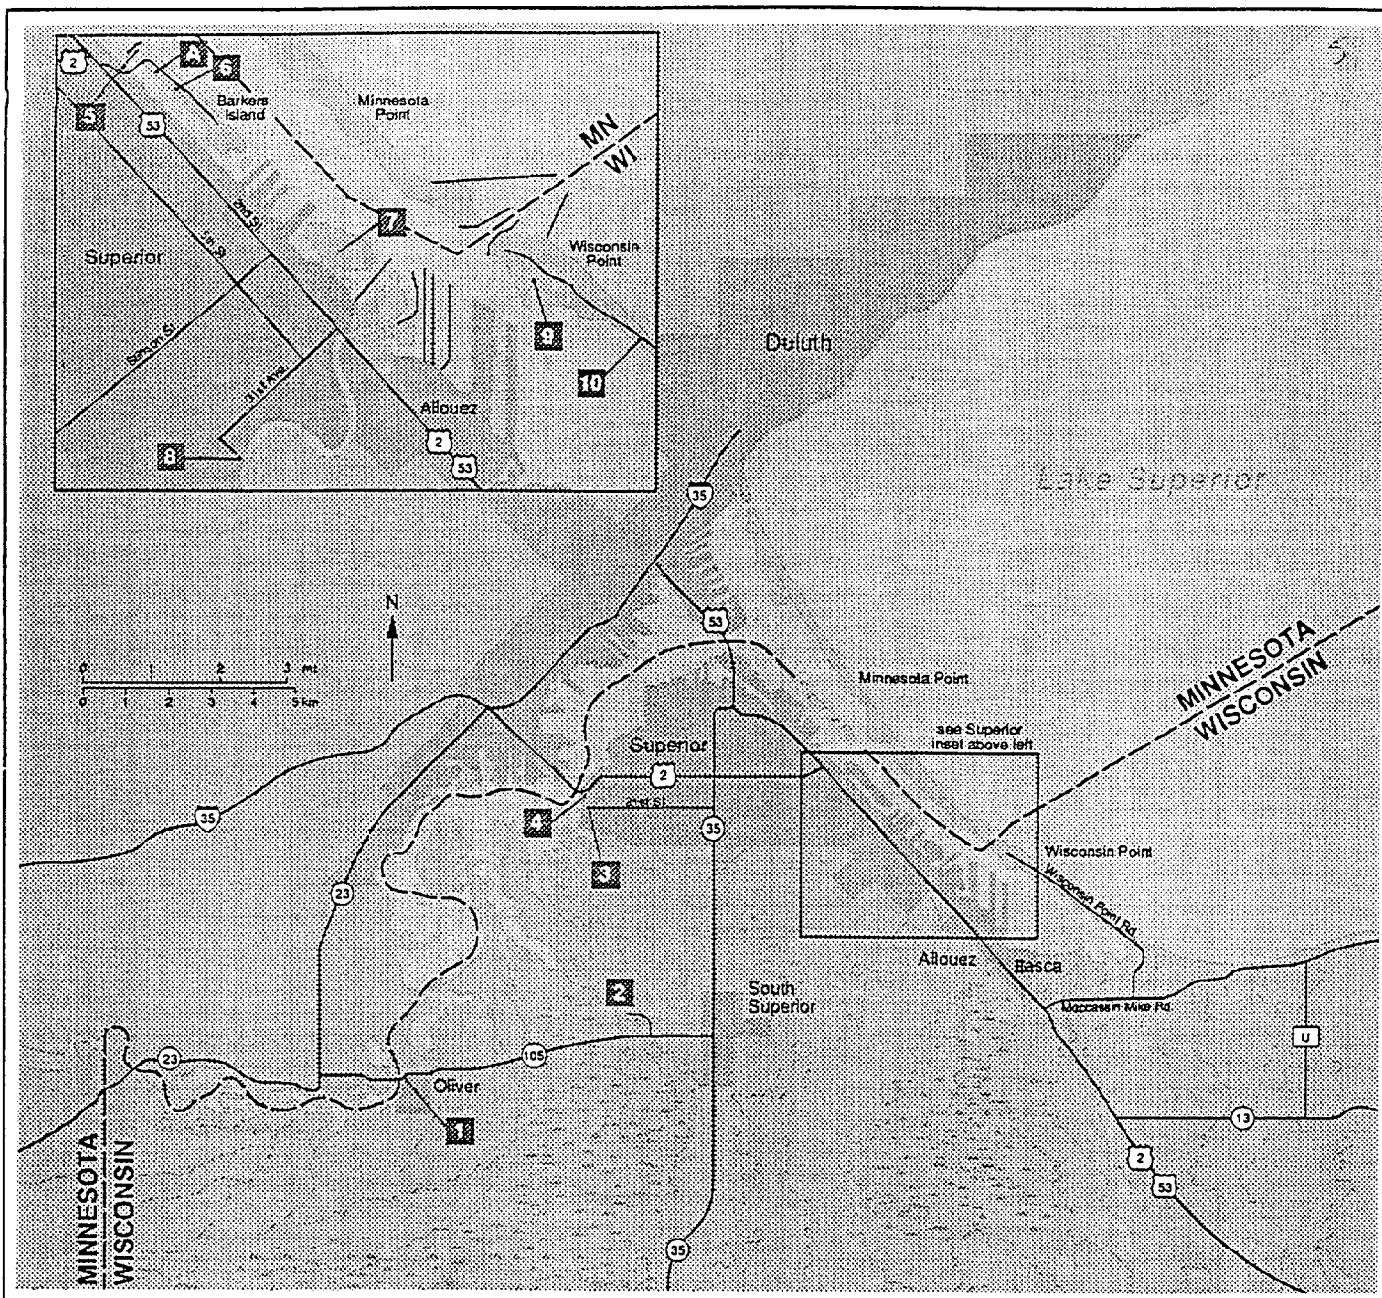 5
2
A
6
5
53
Barkers
Island
Minnesota
Point
MN
WI
2nd St.
7
Superior
Wisconsin
Point
9
10
31st Ave.
Allouez
8
2
53
Duluth
Lake Superior
35
N
0 1 2 3 mi
0 1 2 3 5 km
53
MINNESOTA
WISCONSIN
Minnesota Point
see Superior
inset above left
Superior
2
21st St.
4
35
35
3
23
Wisconsin Point
Wisconsin Point Rd.
Allouez
Itasca
2
South
Superior
Moccasin Mike Rd.
U
23
105
Oliver
1
13
MINNESOTA
WISCONSIN
2
53
35